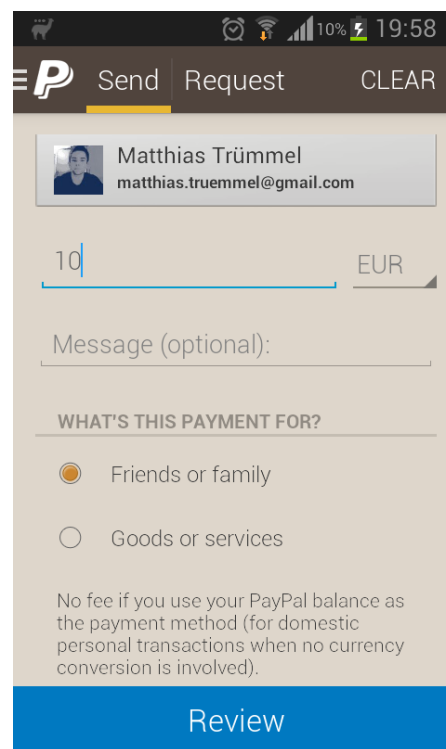 10% 19:58
Send Request CLEAR
Matthias Trümmel
matthias.truemmel@gmail.com
10 EUR
Message (optional):
WHAT'S THIS PAYMENT FOR?
Friends or family
Goods or services
No fee if you use your PayPal balance as
the payment method (for domestic
personal transactions when no currency
conversion is involved).
Review